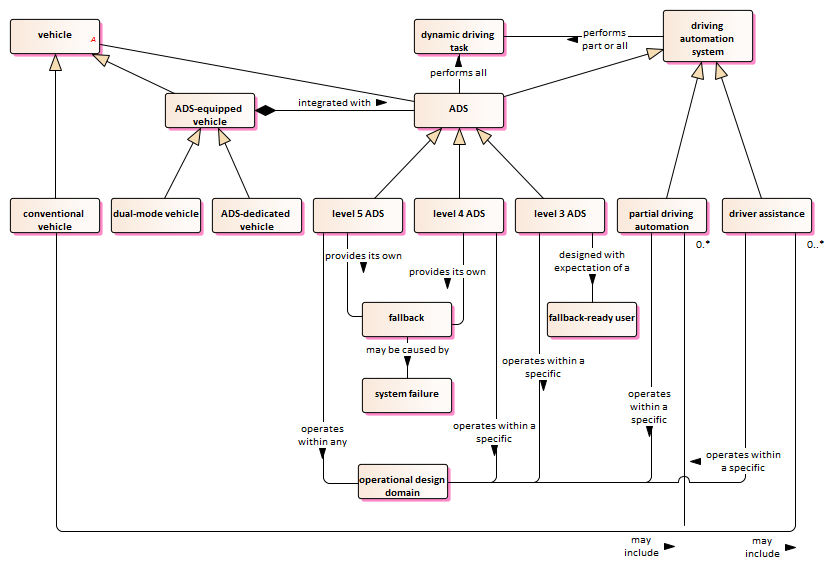 vehicle
A
dynamic driving
task
performs
part or all
driving
automation
system
performs all
ADS-equipped
vehicle
integrated with
ADS
conventional
vehicle
dual-mode vehicle
ADS-dedicated
vehicle
level 5 ADS
level 4 ADS
level 3 ADS
partial driving
automation
driver assistance
0.*
0..*
provides its own
provides its own
designed with
expectation of a
fallback
fallback-ready user
may be caused by
operates within a
specific
system failure
operates
within a
specific
operates
within any
operates within a
specific
operates within
a specific
operational design
domain
may
include
may
include